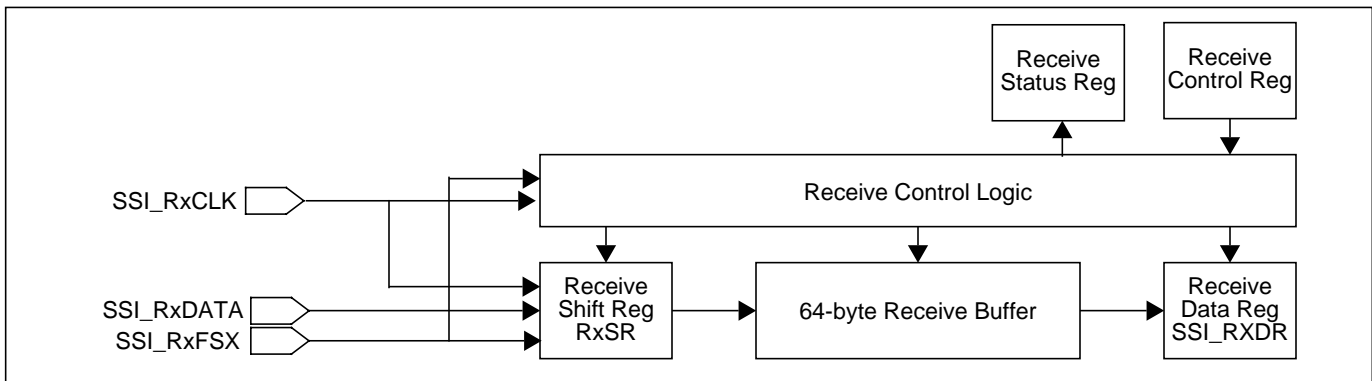 Receive
Status Reg
Receive
Control Reg
Receive Control Logic
SSI_RxCLK
SSI_RxDATA
SSI_RxFSX
Receive
Shift Reg
RxSR
64-byte Receive Buffer
Receive
Data Reg
SSI_RXDR